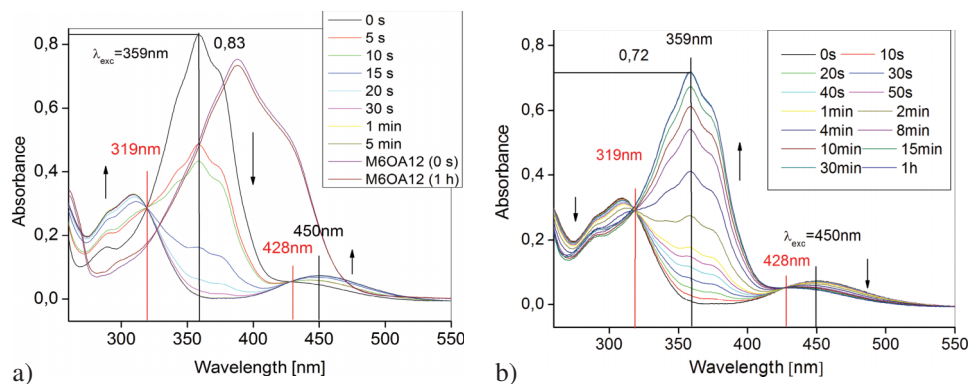 a)
Absorbance
0,8
0,6
0,4
0,2
0,0
λexc=359nm
0,83
319nm
428nm
450nm
0 s
5 s
10 s
15 s
20 s
30 s
1 min
5 min
M6OA12 (0 s)
M6OA12 (1 h)
300 350 400 450 500 550
Wavelength [nm]
b)
Absorbance
0,8
0,6
0,4
0,2
0,0
359nm
0,72
319nm
428nm
λexc=450nm
0s 10s
20s 30s
40s 50s
1min 2min
4min 8min
10min 15min
30min 1h
300 350 400 450 500 550
Wavelength [nm]